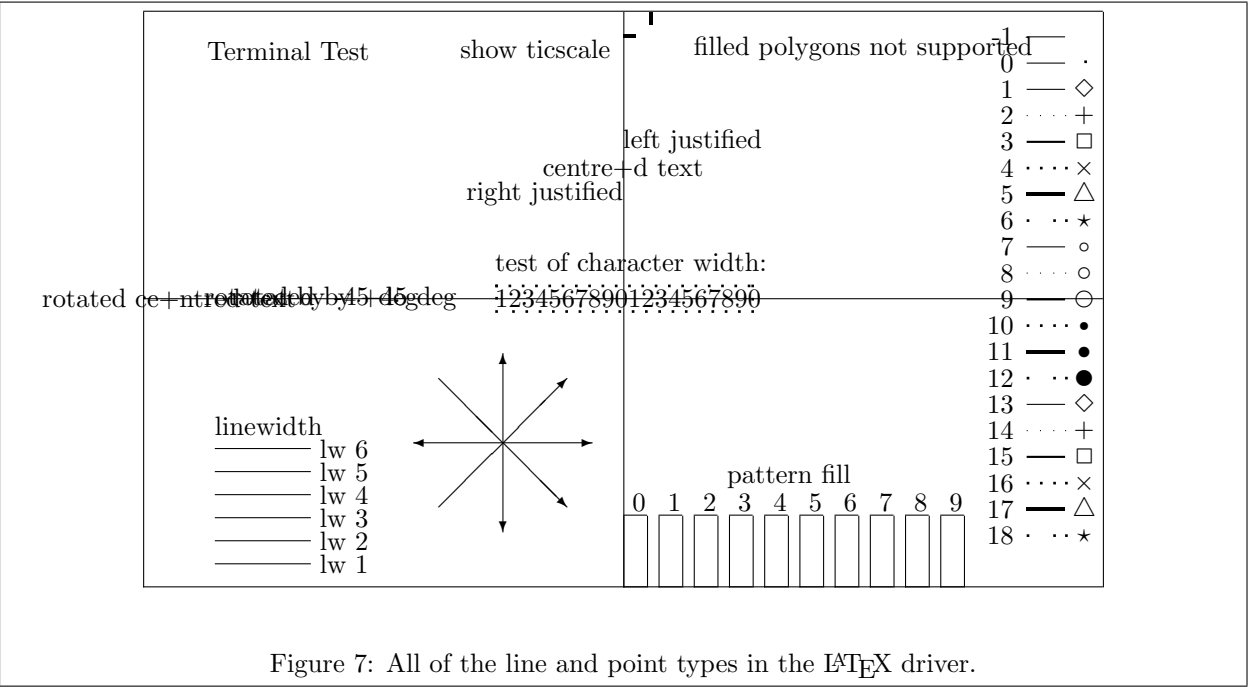 Terminal Test
show ticscale
filled polygons not supported
-1
0
1
2
3
4
5
6
7
8
9
10
11
12
13
14
15
16
17
18
left justified
centre+d text
right justified
test of character width:
12345678901234567890
rotated ce+ntred text
linewidth
lw 6
lw 5
lw 4
lw 3
lw 2
lw 1
pattern fill
0 1 2 3 4 5 6 7 8 9
Figure 7: All of the line and point types in the LATEX driver.